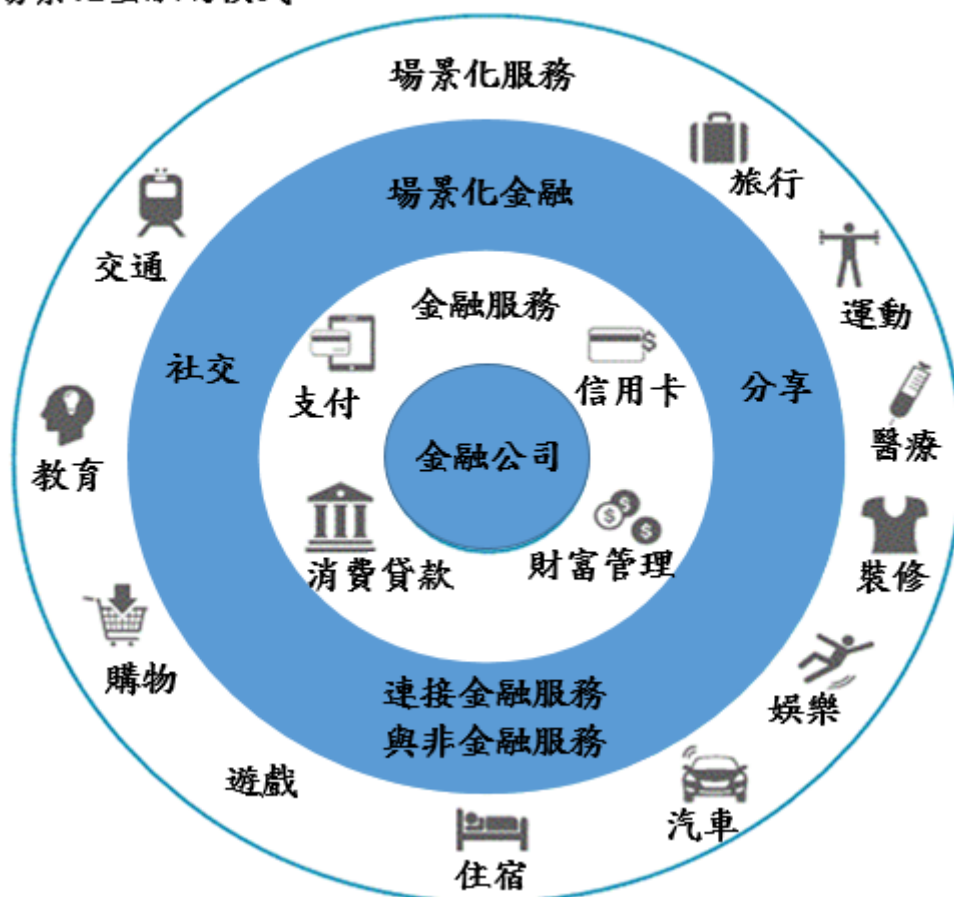 場景化服務
旅行
場景化金融
交通
運動
金融服務
社交
支付
信用卡
分享
醫療
金融公司
教育
消費貸款
財富管理
裝修
購物
連接金融服務
與非金融服務
娛樂
遊戲
汽車
住宿